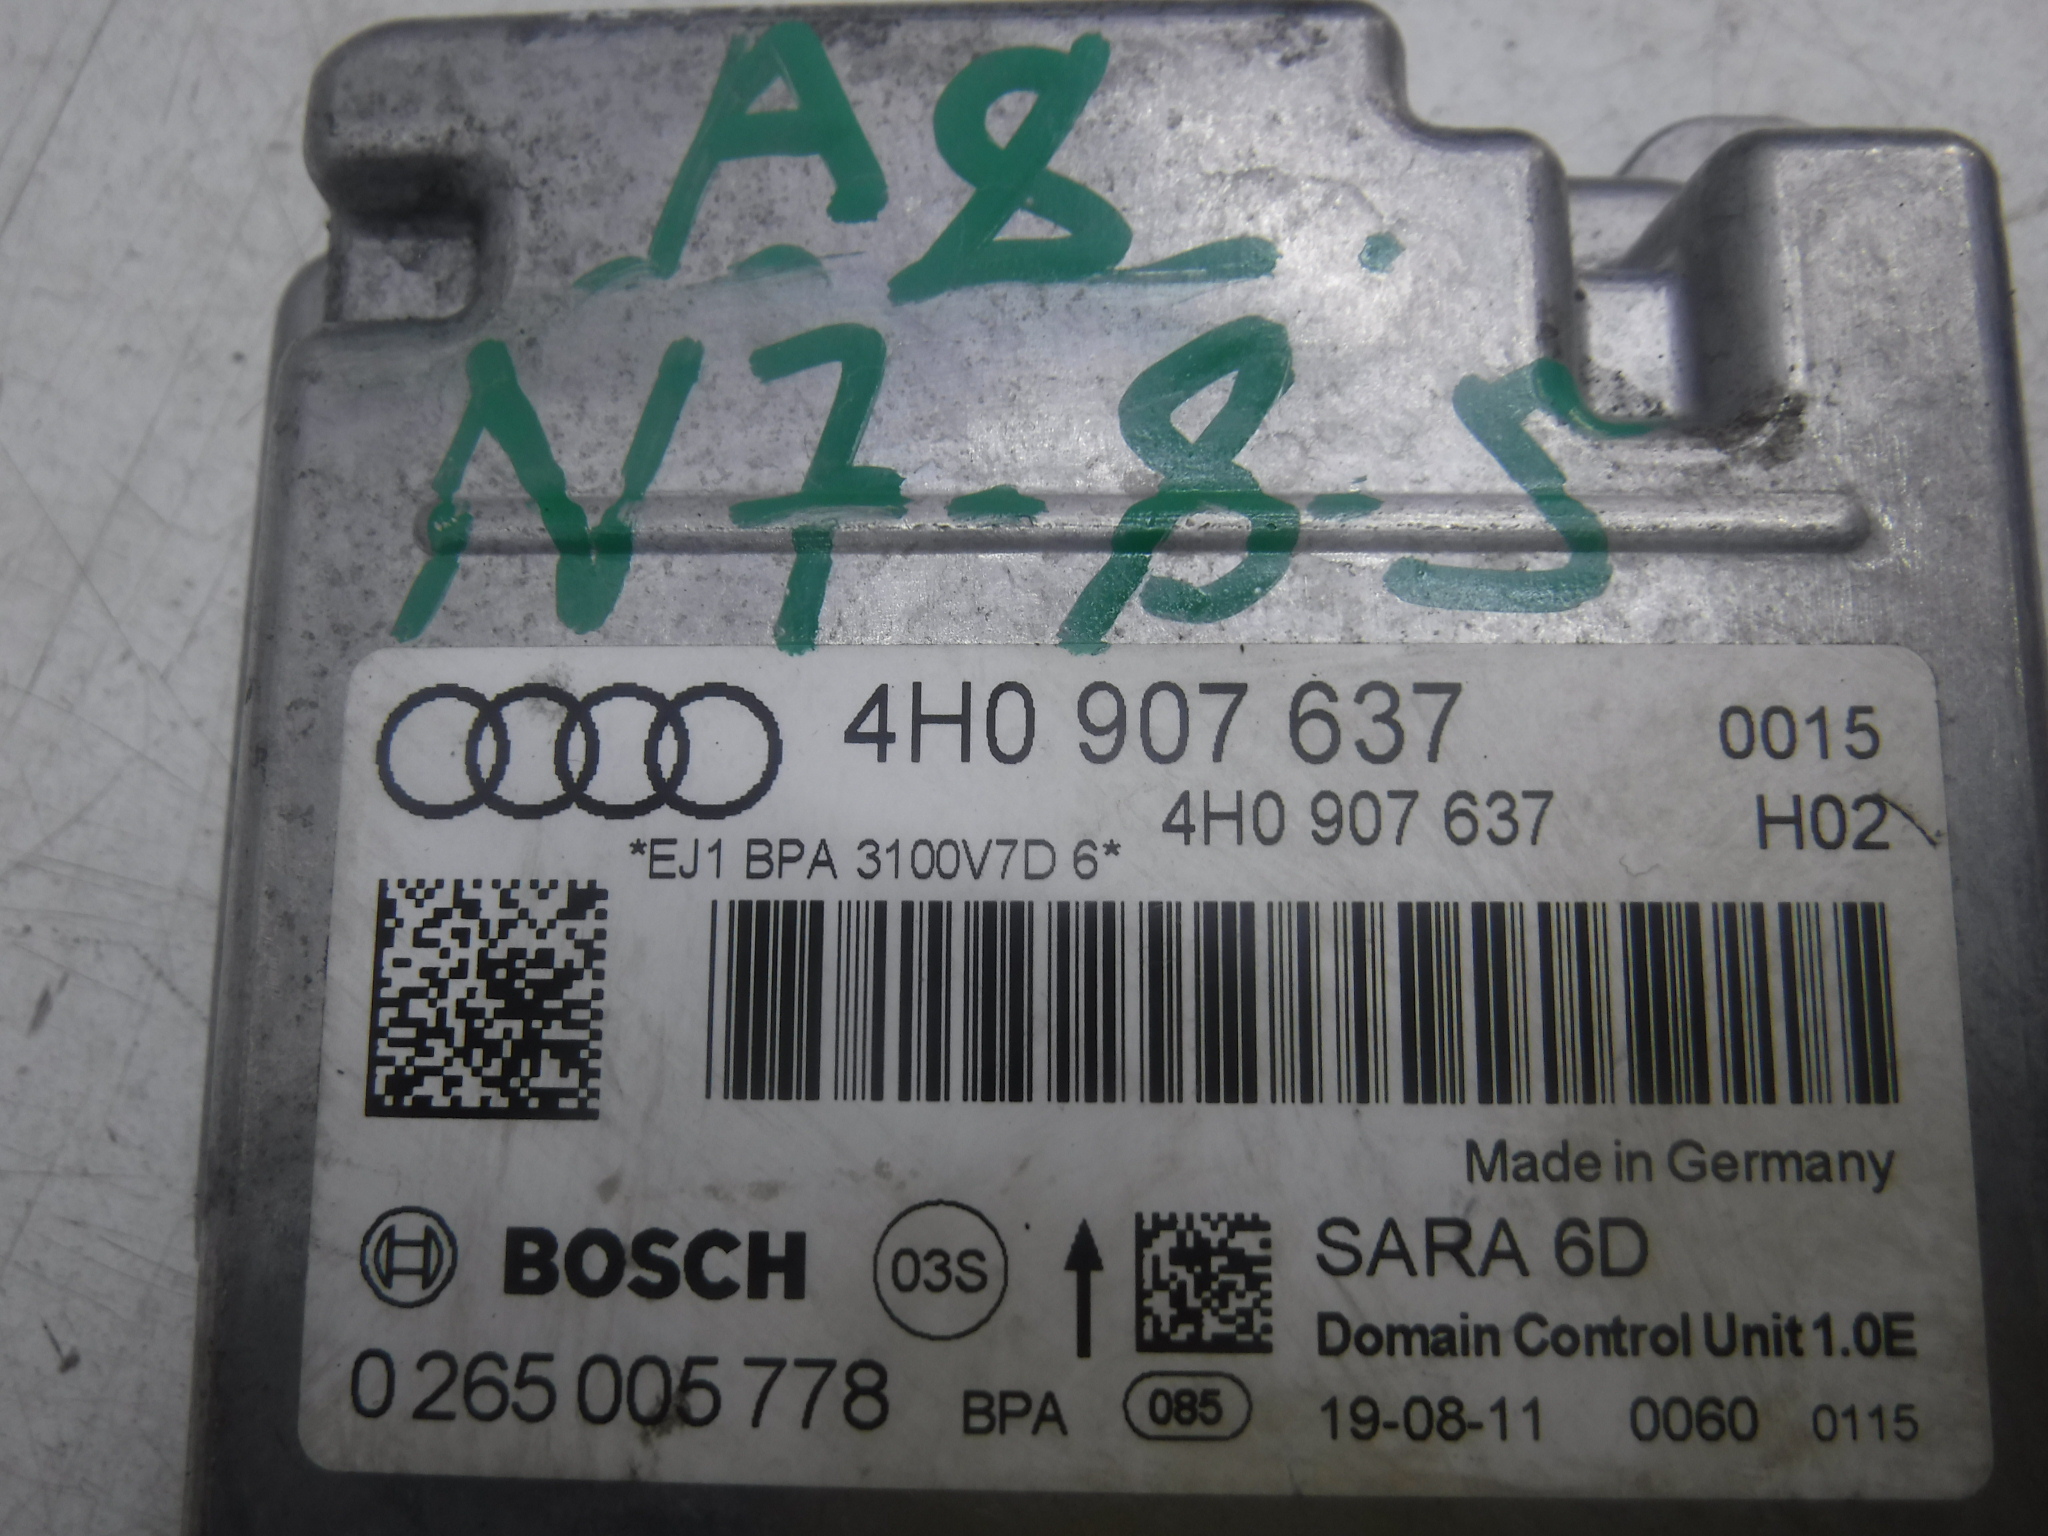 A8
N7-8-5
4H0 907 637 0015
4H0 907 637 H02
*EJ1 BPA 3100V7D 6*
Made in Germany
BOSCH 03S SARA 6D
Domain Control Unit 1.0E
0 265 005 778 BPA 085 19-08-11 0060 0115